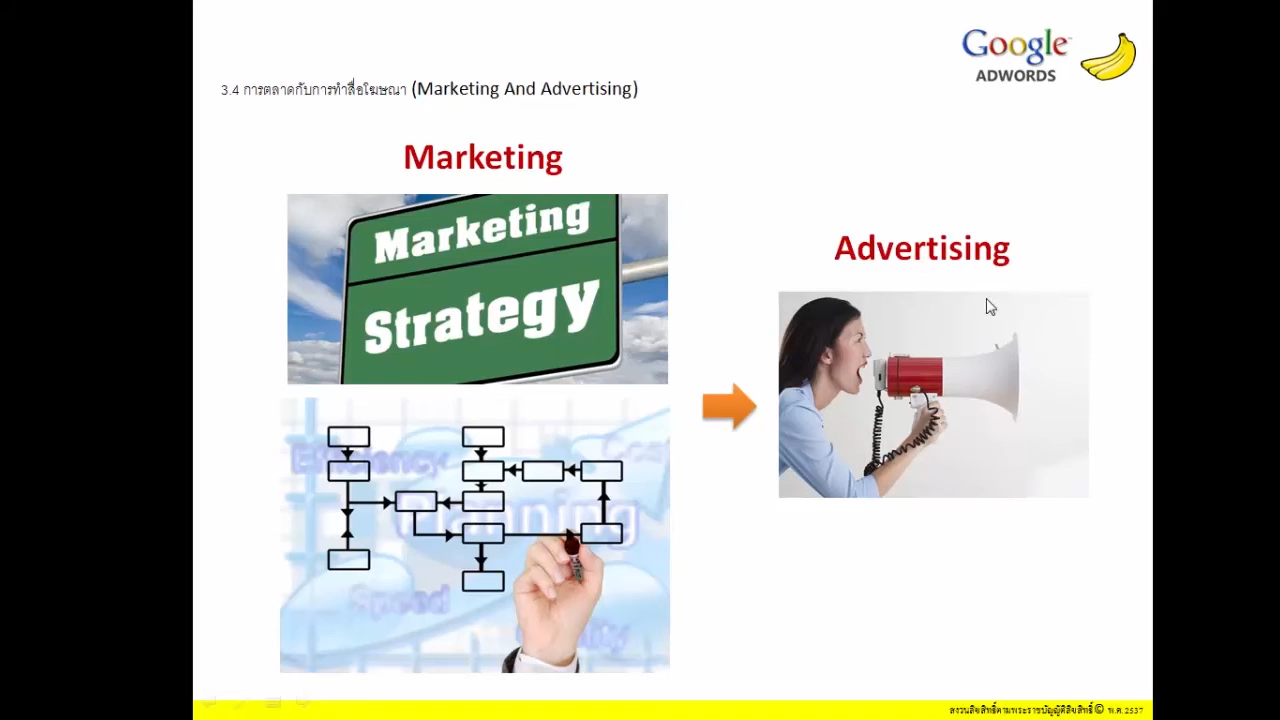 Google™
ADWORDS
3.4 การตลาดกับการทำสื่อโฆษณา (Marketing And Advertising)
Marketing
Marketing
Strategy
Advertising
Efficiency
Planning
Speed
สงวนลิขสิทธิ์ตามพระราชบัญญัติลิขสิทธิ์ © พ.ศ. 2537